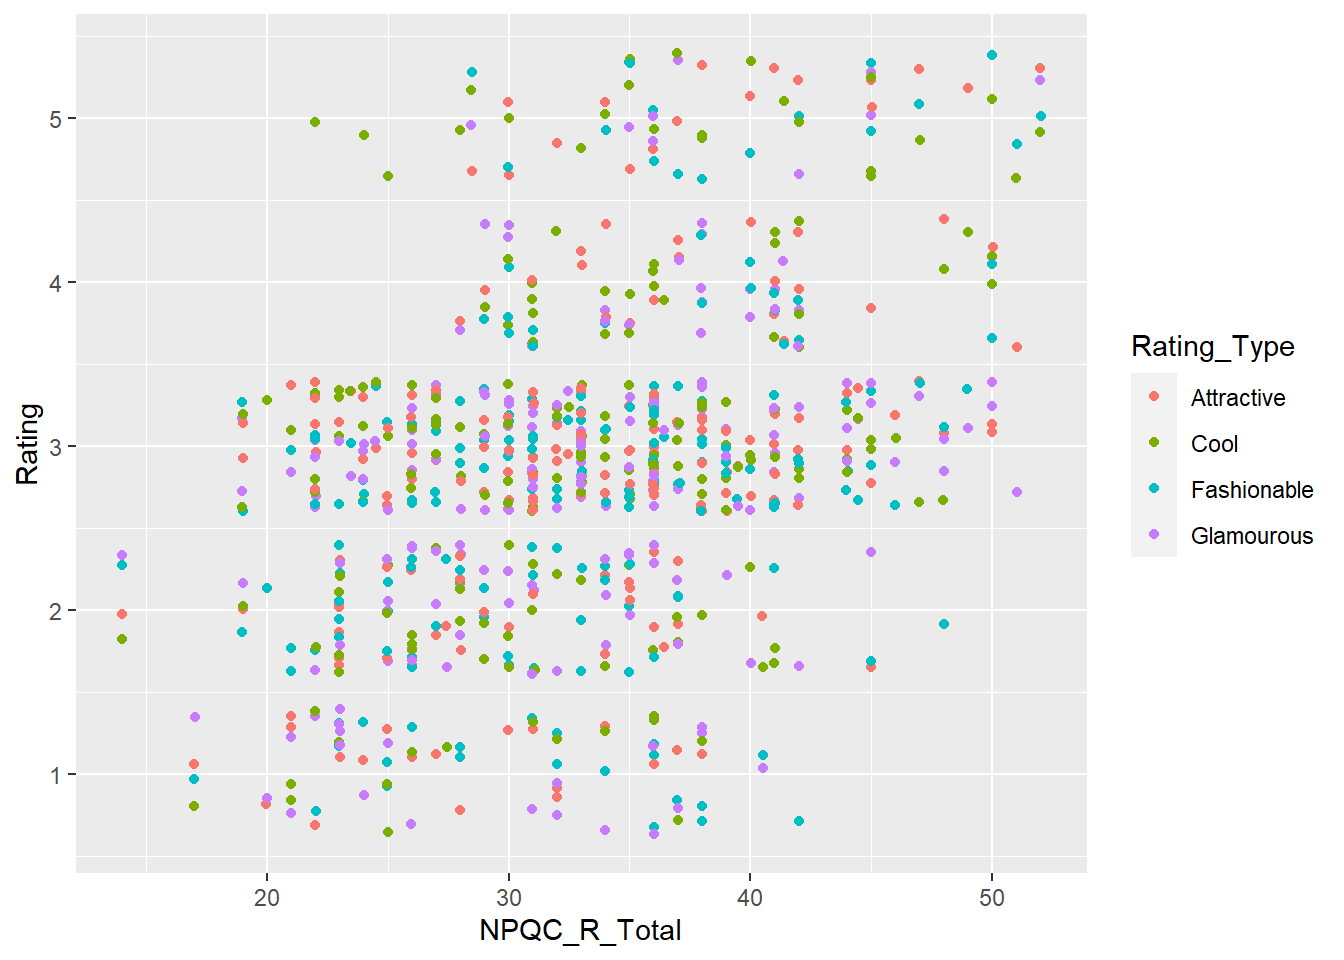 5
4
3
2
1
Rating
20
30
40
50
NPQC_R_Total
Rating_Type
Attractive
Cool
Fashionable
Glamourous